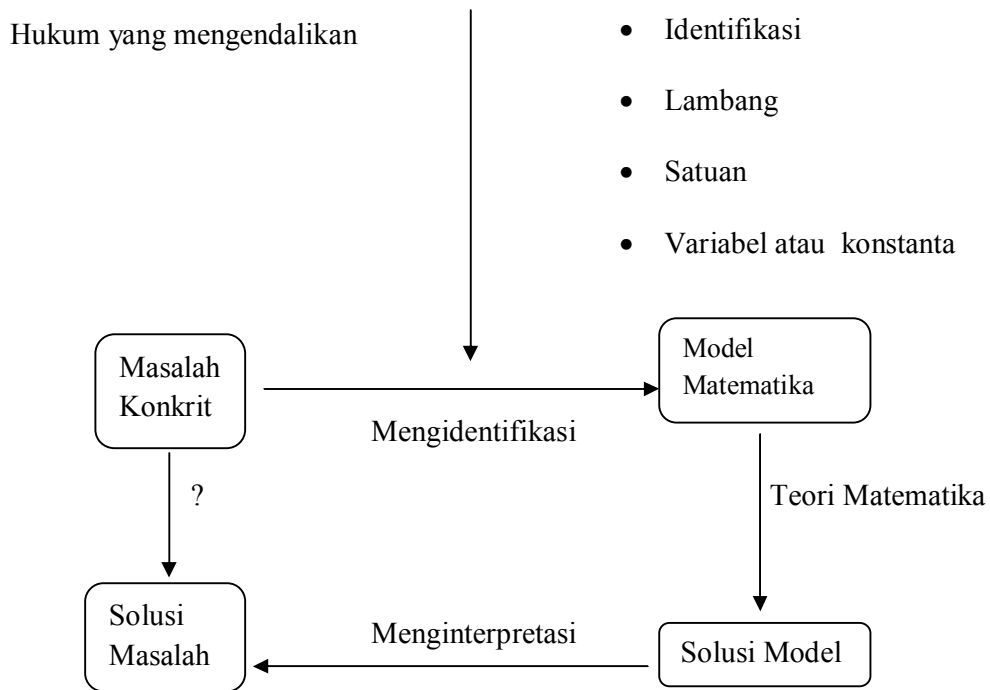 Hukum yang mengendalikan
• Identifikasi
• Lambang
• Satuan
• Variabel atau konstanta
Masalah
Konkrit
Mengidentifikasi
Model
Matematika
?
Teori Matematika
Solusi
Masalah
Menginterpretasi
Solusi Model